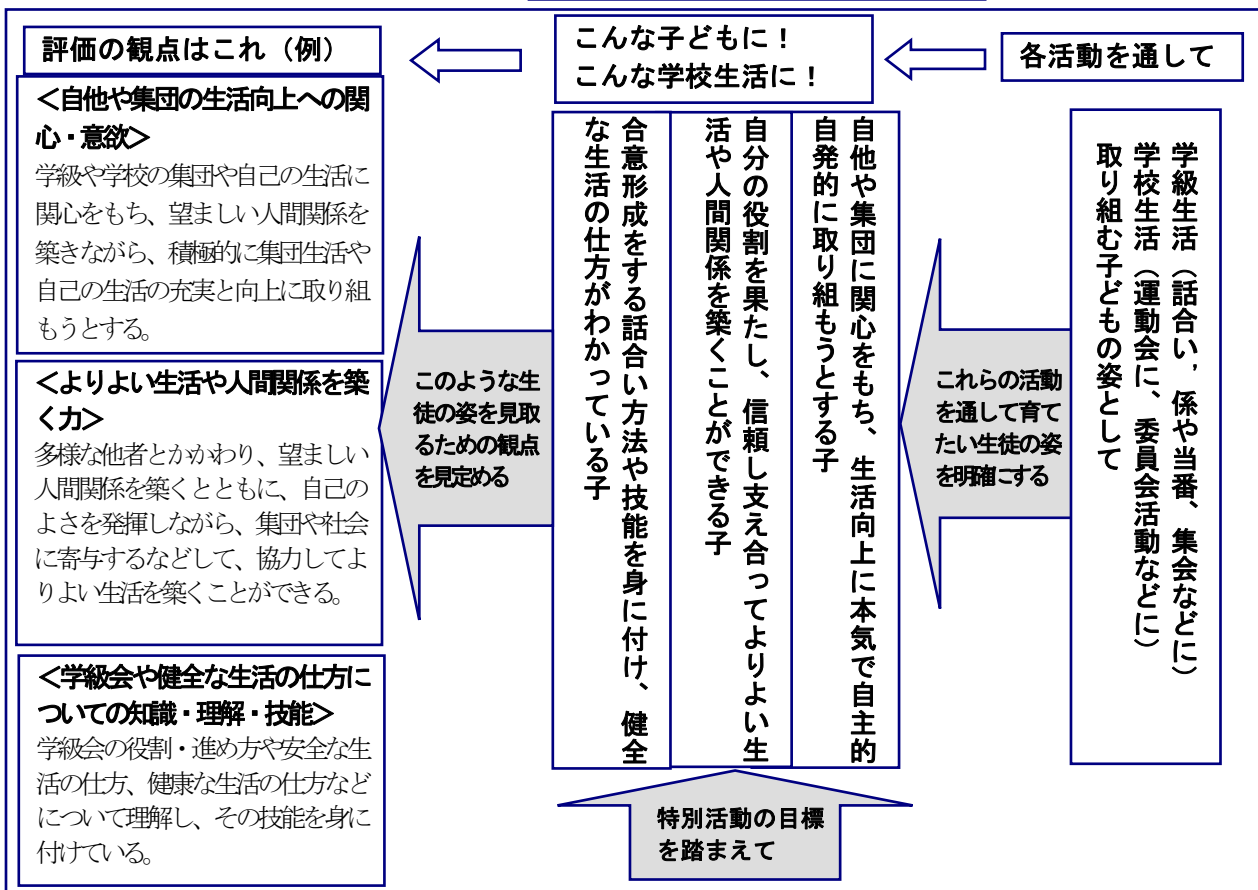 評価の観点はこれ（例）
こんな子どもに！
こんな学校生活に！
各活動を通して
＜自他や集団の生活向上への関
心・意欲＞
学級や学校の集団や自己の生活に
関心をもち、望ましい人間関係を
築きながら、積極的に集団生活や
自己の生活の充実と向上に取り組
もうとする。
＜よりよい生活や人間関係を築
く力＞
多様な他者とかかわり、望ましい
人間関係を築くとともに、自己の
よさを発揮しながら、集団や社会
に寄与するなどして、協力してよ
りよい生活を築くことができる。
＜学級会や健全な生活の仕方に
ついての知識・理解・技能＞
学級会の役割・進め方や安全な生
活の仕方、健康な生活の仕方など
について理解し、その技能を身に
付けている。
このような生
徒の姿を見取
るための観点
を見定める
自他や集団に関心をもち、生活向上に本気で自主的
自発的に取り組もうとする子
自分の役割を果たし、信頼し支え合ってよりよい生
活や人間関係を築くことができる子
合意形成をする話合い方法や技能を身に付け、健全
な生活の仕方がわかっている子
これらの活動
を通して育て
たい生徒の姿
を明確にする
学級生活（話合い，係や当番、集会などに）
学校生活（運動会に、委員会活動などに）
取り組む子どもの姿として
特別活動の目標
を踏まえて